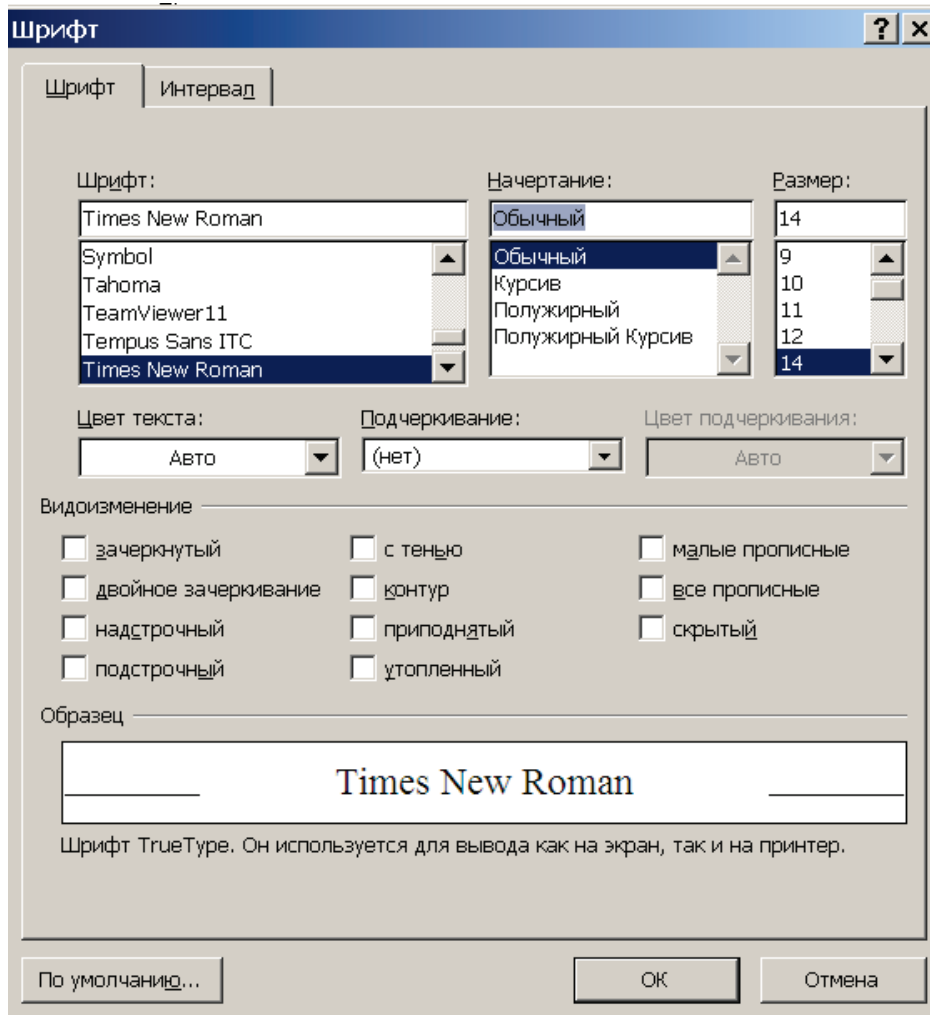 Шрифт
Шрифт Интервал
Шрифт: Начертание: Размер:
Times New Roman Обычный 14
Symbol Обычный 9
Tahoma Курсив 10
TeamViewer11 Полужирный 11
Tempus Sans ITC Полужирный Курсив 12
Times New Roman 14
Цвет текста: Подчеркивание: Цвет подчеркивания:
Авто (нет) Авто
Видоизменение
зачеркнутый с тенью малые прописные
двойное зачеркивание контур все прописные
надстрочный приподнятый скрытый
подстрочный утопленный
Образец
Times New Roman
Шрифт TrueType. Он используется для вывода как на экран, так и на принтер.
По умолчанию... ОК Отмена